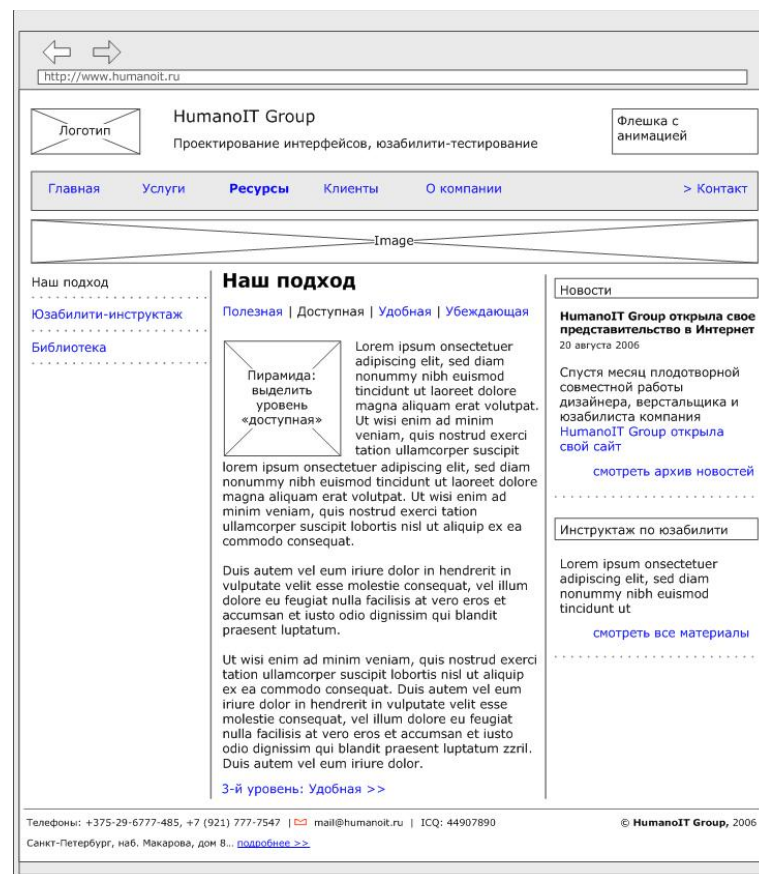 http://www.humanoit.ru
Логотип
HumanoIT Group
Проектирование интерфейсов, юзабилити-тестирование
Флешка с
анимацией
Главная Услуги Ресурсы Клиенты О компании > Контакт
Image
Наш подход
Юзабилити-инструктаж
Библиотека
Наш подход
Полезная | Доступная | Удобная | Убеждающая
Пирамида:
выделить
уровень
«доступная»
Lorem ipsum onsectetuer
adipiscing elit, sed diam
nonummy nibh euismod
tincidunt ut laoreet dolore
magna aliquam erat volutpat.
Ut wisi enim ad minim
veniam, quis nostrud exerci
tation ullamcorper suscipit
lorem ipsum onsectetuer adipiscing elit, sed diam
nonummy nibh euismod tincidunt ut laoreet dolore
magna aliquam erat volutpat. Ut wisi enim ad
minim veniam, quis nostrud exerci tation
ullamcorper suscipit lobortis nisl ut aliquip ex ea
commodo consequat.
Duis autem vel eum iriure dolor in hendrerit in
vulputate velit esse molestie consequat, vel illum
dolore eu feugiat nulla facilisis at vero eros et
accumsan et iusto odio dignissim qui blandit
praesent luptatum.
Ut wisi enim ad minim veniam, quis nostrud exerci
tation ullamcorper suscipit lobortis nisl ut aliquip
ex ea commodo consequat. Duis autem vel eum
iriure dolor in hendrerit in vulputate velit esse
molestie consequat, vel illum dolore eu feugiat
nulla facilisis at vero eros et accumsan et iusto
odio dignissim qui blandit praesent luptatum zzril.
Duis autem vel eum iriure dolor.
3-й уровень: Удобная >>
Новости
HumanoIT Group открыла свое
представительство в Интернет
20 августа 2006
Спустя месяц плодотворной
совместной работы
дизайнера, верстальщика и
юзабилиста компания
HumanoIT Group открыла
свой сайт
смотреть архив новостей
Инструктаж по юзабилити
Lorem ipsum onsectetuer
adipiscing elit, sed diam
nonummy nibh euismod
tincidunt ut
смотреть все материалы
Телефоны: +375-29-6777-485, +7 (921) 777-7547 | mail@humanoit.ru | ICQ: 44907890
© HumanoIT Group, 2006
Санкт-Петербург, наб. Макарова, дом 8... подробнее >>